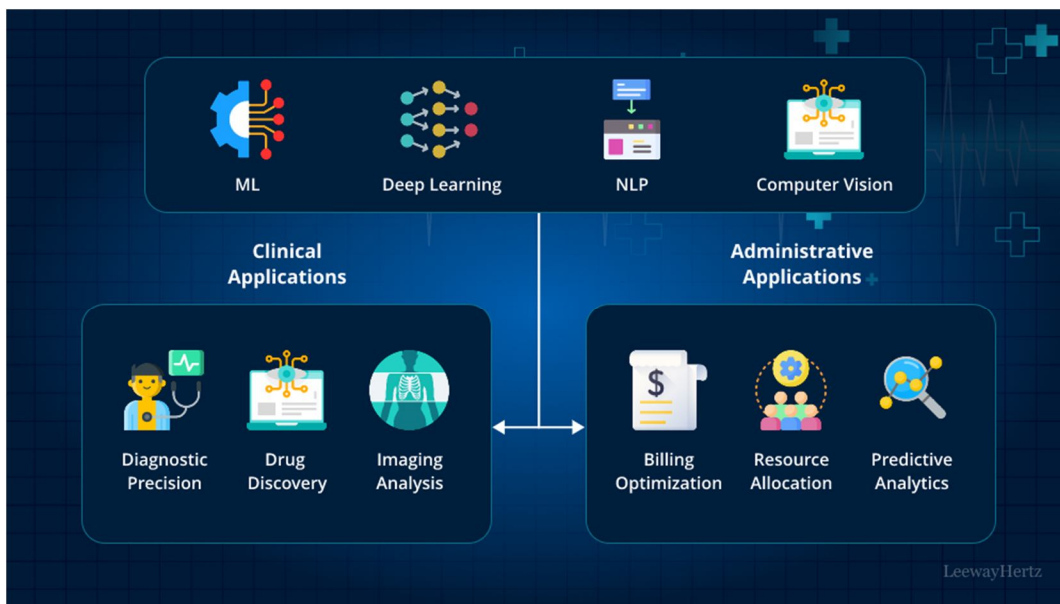 ML
Deep Learning
NLP
Computer Vision
Clinical
Applications
Administrative
Applications
Diagnostic
Precision
Drug
Discovery
Imaging
Analysis
$
Billing
Optimization
Resource
Allocation
Predictive
Analytics
LeewayHertz